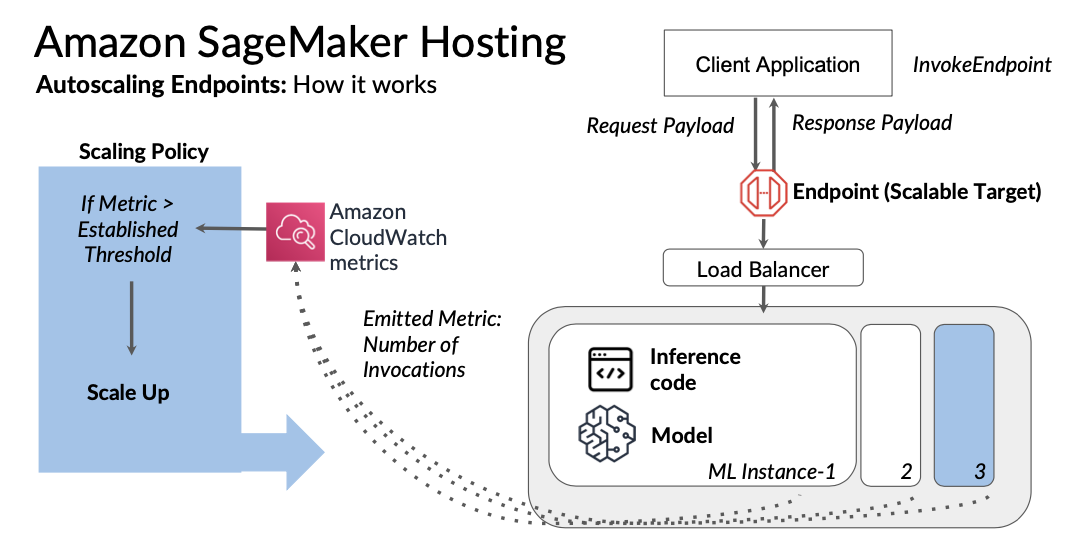 Amazon SageMaker Hosting
Autoscaling Endpoints: How it works
Client Application
InvokeEndpoint
Request Payload
Response Payload
Endpoint (Scalable Target)
Load Balancer
Scaling Policy
If Metric >
Established
Threshold
Scale Up
Amazon
CloudWatch
metrics
Emitted Metric:
Number of
Invocations
Inference
code
Model
ML Instance-1
2
3